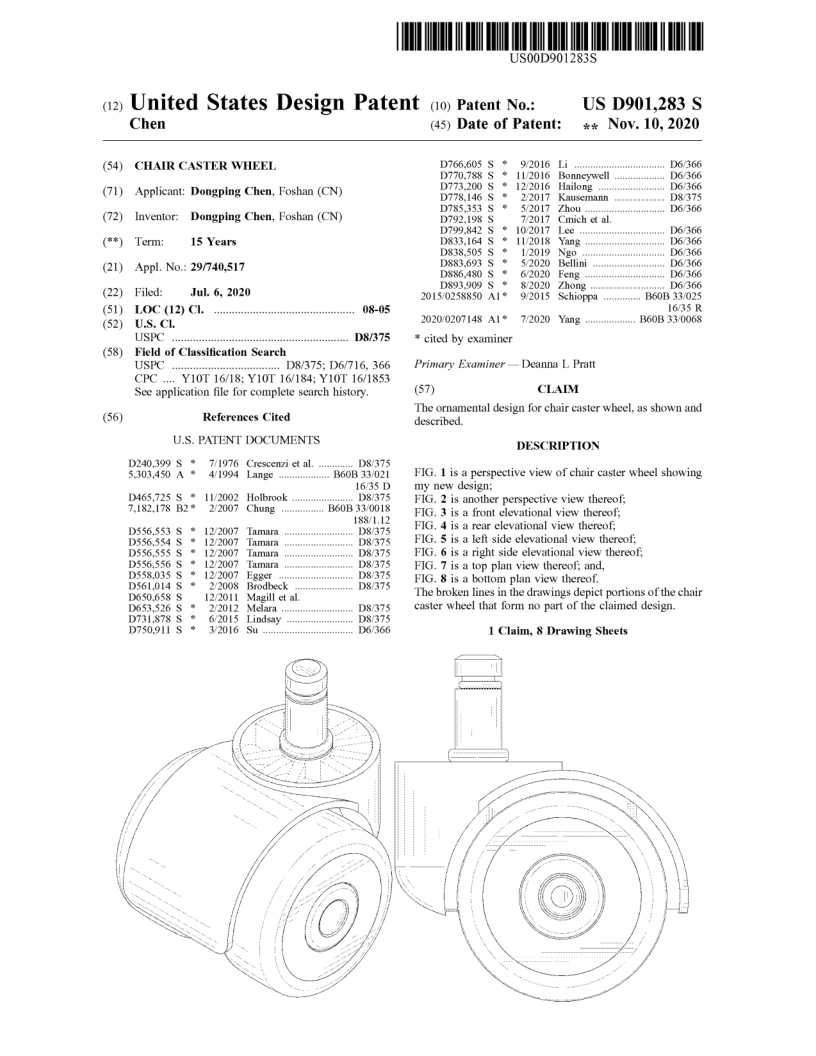 US00D901283S
(12) United States Design Patent
Chen
(10) Patent No.: US D901,283 S
(45) Date of Patent: ** Nov. 10, 2020
(54) CHAIR CASTER WHEEL
(71) Applicant: Dongping Chen, Foshan (CN)
(72) Inventor: Dongping Chen, Foshan (CN)
(**) Term: 15 Years
(21) Appl. No.: 29/740,517
(22) Filed: Jul. 6, 2020
(51) LOC (12) Cl. ................................................ 08-05
(52) U.S. Cl.
USPC ............................................................ D8/375
(58) Field of Classification Search
USPC .................................... D8/375; D6/716, 366
CPC .... Y10T 16/18; Y10T 16/184; Y10T 16/1853
See application file for complete search history.
(56) References Cited
U.S. PATENT DOCUMENTS
D240,399 S * 7/1976 Crescenzi et al. ............. D8/375
5,303,450 A * 4/1994 Lange ................... B60B 33/021
16/35 D
D465,725 S * 11/2002 Holbrook ....................... D8/375
7,182,178 B2 * 2/2007 Chung ................ B60B 33/0018
188/1.12
D556,553 S * 12/2007 Tamara .......................... D8/375
D556,554 S * 12/2007 Tamara .......................... D8/375
D556,555 S * 12/2007 Tamara .......................... D8/375
D556,556 S * 12/2007 Tamara .......................... D8/375
D558,035 S * 12/2007 Egger ............................ D8/375
D561,014 S * 2/2008 Brodbeck ...................... D8/375
D650,658 S 12/2011 Magill et al.
D653,526 S * 2/2012 Melara ........................... D8/375
D731,878 S * 6/2015 Lindsay ......................... D8/375
D750,911 S * 3/2016 Su .................................. D6/366
D766,605 S * 9/2016 Li .................................. D6/366
D770,788 S * 11/2016 Bonneywell ................... D6/366
D773,200 S * 12/2016 Hailong ......................... D6/366
D778,146 S * 2/2017 Kausemann ................... D8/375
D785,353 S * 5/2017 Zhou .............................. D6/366
D792,198 S 7/2017 Cmich et al.
D799,842 S * 10/2017 Lee ................................ D6/366
D833,164 S * 11/2018 Yang .............................. D6/366
D838,505 S * 1/2019 Ngo ............................... D6/366
D883,693 S * 5/2020 Bellini ........................... D6/366
D886,480 S * 6/2020 Feng .............................. D6/366
D893,909 S * 8/2020 Zhong ............................ D6/366
2015/0258850 A1 * 9/2015 Schioppa .............. B60B 33/025
16/35 R
2020/0207148 A1 * 7/2020 Yang ................... B60B 33/0068
* cited by examiner
Primary Examiner — Deanna L Pratt
(57) CLAIM
The ornamental design for chair caster wheel, as shown and
described.
DESCRIPTION
FIG. 1 is a perspective view of chair caster wheel showing
my new design;
FIG. 2 is another perspective view thereof;
FIG. 3 is a front elevational view thereof;
FIG. 4 is a rear elevational view thereof;
FIG. 5 is a left side elevational view thereof;
FIG. 6 is a right side elevational view thereof;
FIG. 7 is a top plan view thereof; and,
FIG. 8 is a bottom plan view thereof.
The broken lines in the drawings depict portions of the chair
caster wheel that form no part of the claimed design.
1 Claim, 8 Drawing Sheets